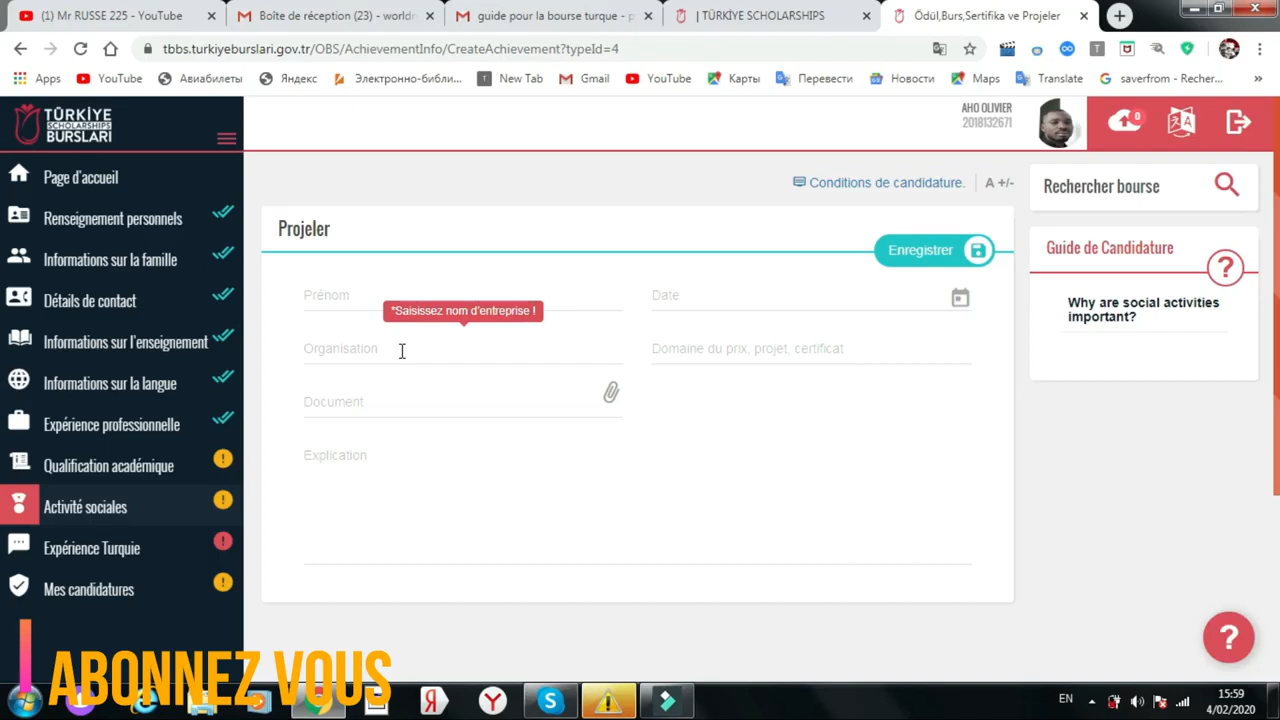 (1) Mr RUSSE 225 - YouTube
Boîte de réception (23) - worldr
guide pour la bourse turque - p
| TÜRKİYE SCHOLARSHIPS
Ödül,Burs,Sertifika ve Projeler
tbbs.turkiyeburslari.gov.tr/OBS/AchievementInfo/CreateAchievement?typeId=4
Apps
YouTube
Авиабилеты
Яндекс
Электронно-библи...
New Tab
Gmail
YouTube
Карты
Перевести
Новости
Maps
Translate
saverfrom - Recher...
TÜRKİYE
SCHOLARSHIPS
BURSLARI
AHO OLIVIER
2018132671
0
Page d'accueil
Renseignement personnels
Informations sur la famille
Détails de contact
Informations sur l'enseignement
Informations sur la langue
Expérience professionnelle
Qualification académique
Activité sociales
Expérience Turquie
Mes candidatures
Conditions de candidature.
A +/-
Projeler
Enregistrer
Prénom
Date
*Saisissez nom d'entreprise !
Organisation
Domaine du prix, projet, certificat
Document
Explication
Rechercher bourse
Guide de Candidature
?
Why are social activities
important?
?
ABONNEZ VOUS
EN
15:59
4/02/2020